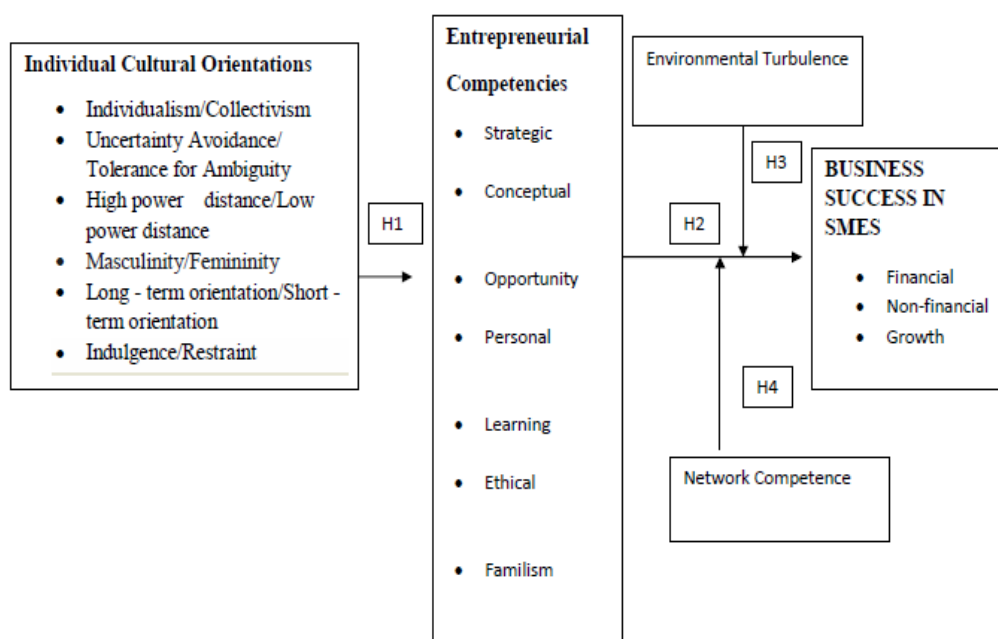 Individual Cultural Orientations
• Individualism/Collectivism
• Uncertainty Avoidance/
Tolerance for Ambiguity
• High power distance/Low
power distance
• Masculinity/Femininity
• Long - term orientation/Short -
term orientation
• Indulgence/Restraint
H1
Entrepreneurial
Competencies
• Strategic
• Conceptual
• Opportunity
• Personal
• Learning
• Ethical
• Familism
Environmental Turbulence
H3
H2
H4
Network Competence
BUSINESS
SUCCESS IN
SMES
• Financial
• Non-financial
• Growth